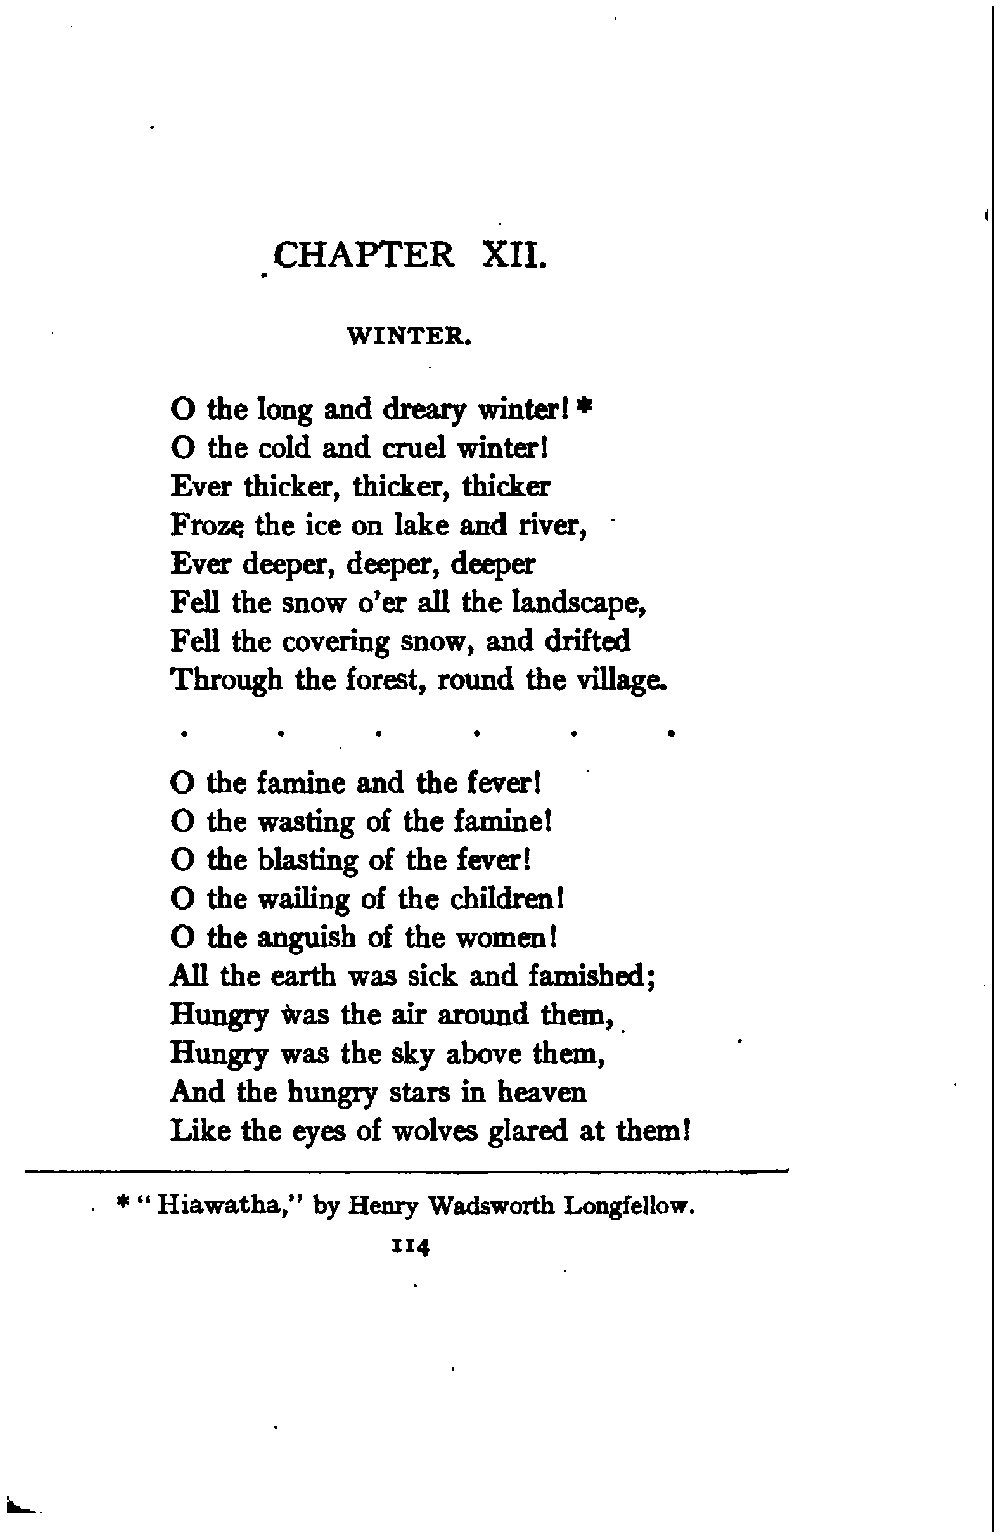 CHAPTER XII.
WINTER.
O the long and dreary winter! *
O the cold and cruel winter!
Ever thicker, thicker, thicker
Froze the ice on lake and river,
Ever deeper, deeper, deeper
Fell the snow o'er all the landscape,
Fell the covering snow, and drifted
Through the forest, round the village.
. . . . . .
O the famine and the fever!
O the wasting of the famine!
O the blasting of the fever!
O the wailing of the children!
O the anguish of the women!
All the earth was sick and famished;
Hungry was the air around them,
Hungry was the sky above them,
And the hungry stars in heaven
Like the eyes of wolves glared at them!
* "Hiawatha," by Henry Wadsworth Longfellow.
114